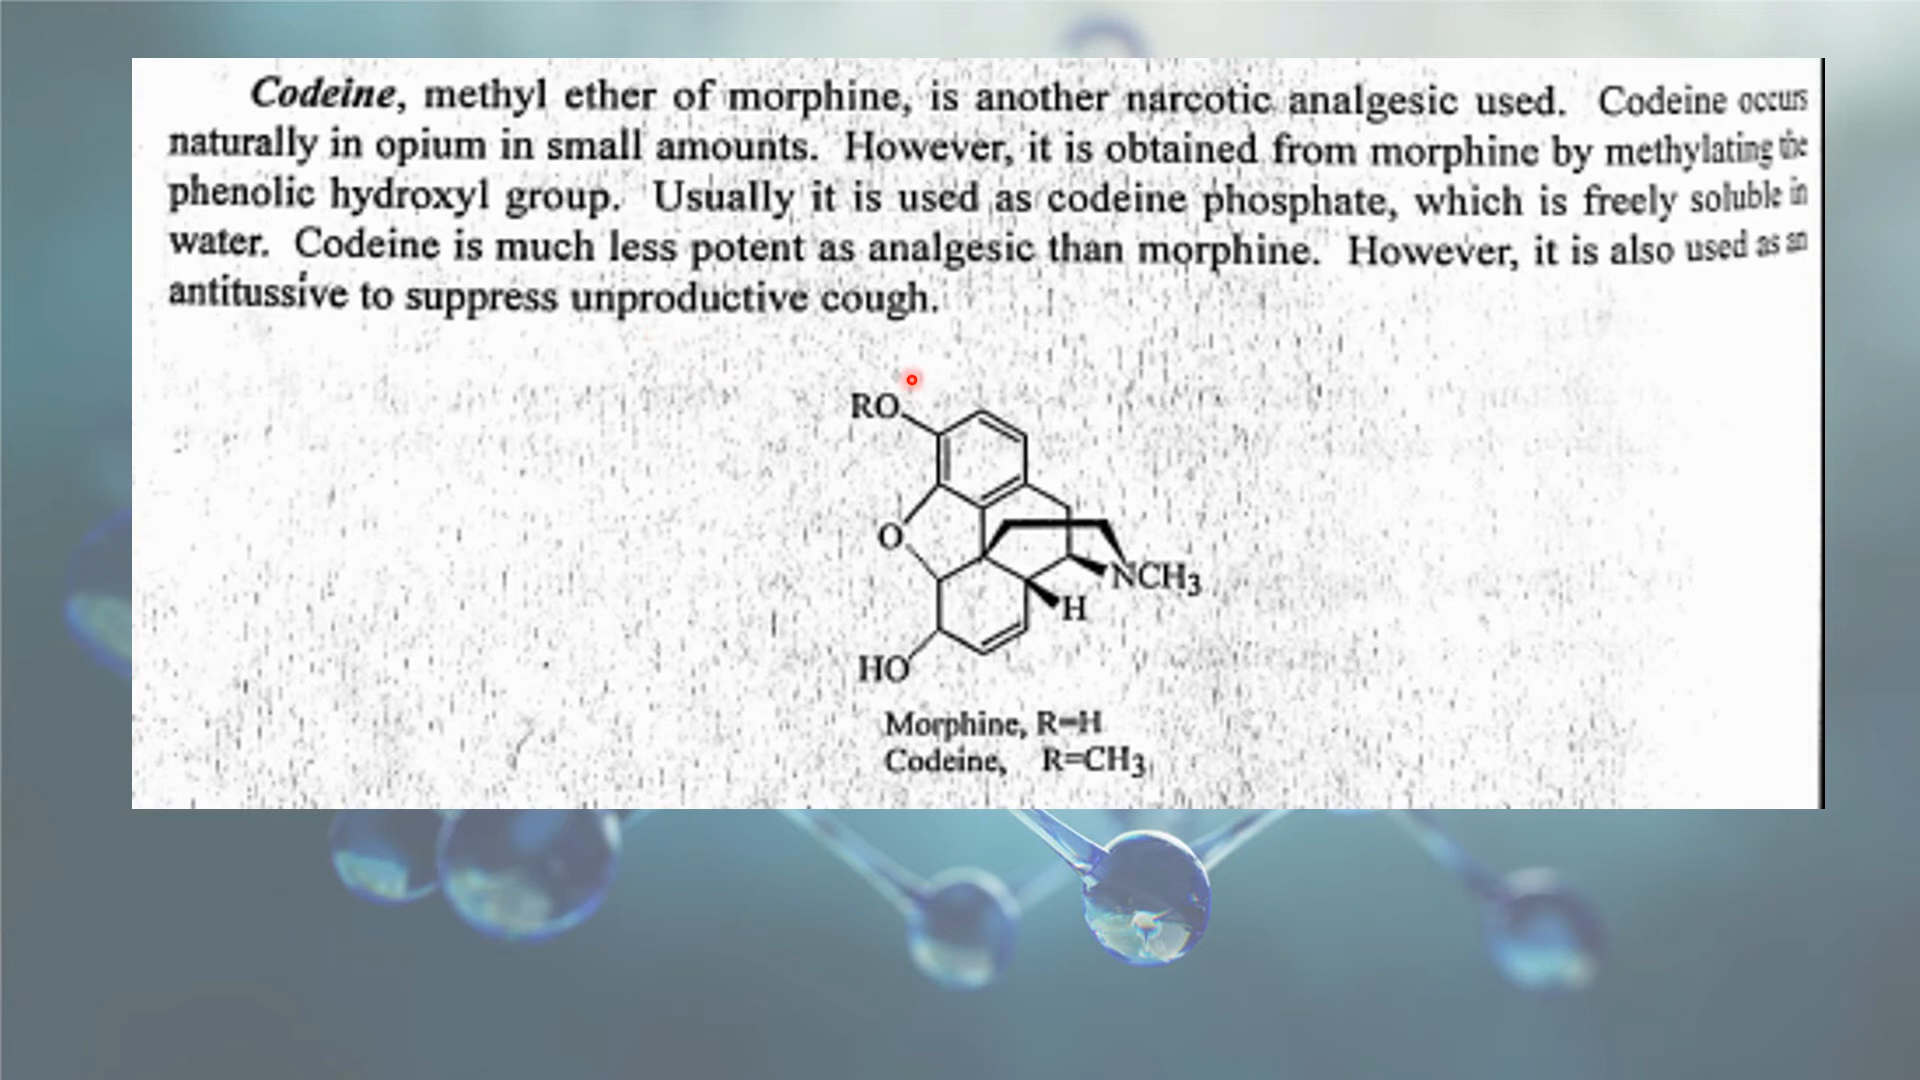 Codeine, methyl ether of morphine, is another narcotic analgesic used. Codeine occurs
naturally in opium in small amounts. However, it is obtained from morphine by methylating the
phenolic hydroxyl group. Usually it is used as codeine phosphate, which is freely soluble in
water. Codeine is much less potent as analgesic than morphine. However, it is also used as an
antitussive to suppress unproductive cough.
RO
O
NCH3
H
HO
Morphine, R=H
Codeine, R=CH3